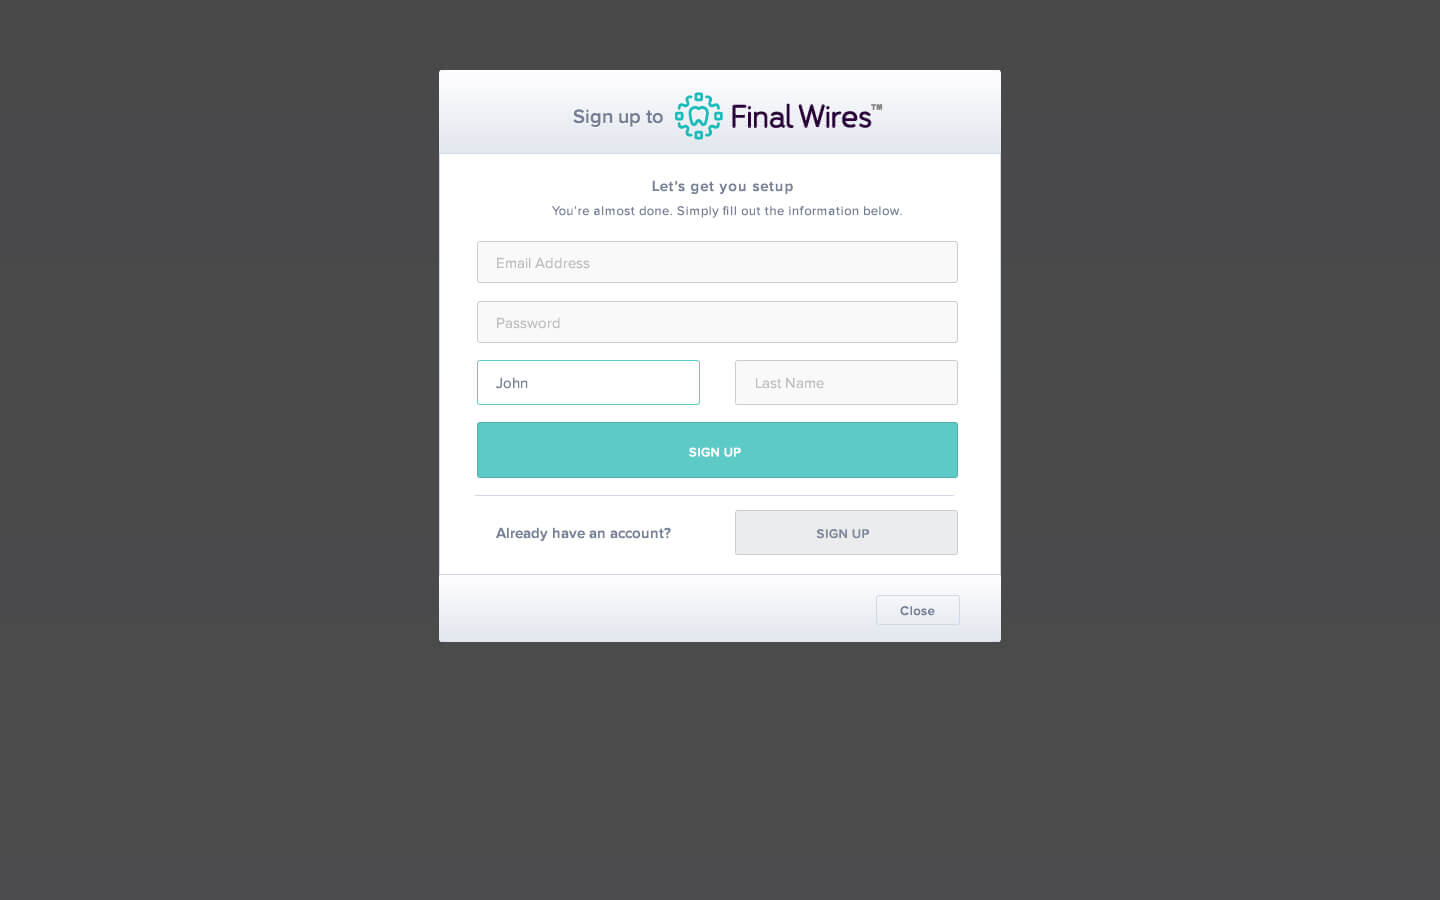 Sign up to Final Wires™
Let's get you setup
You're almost done. Simply fill out the information below.
Email Address
Password
John Last Name
SIGN UP
Already have an account? SIGN UP
Close